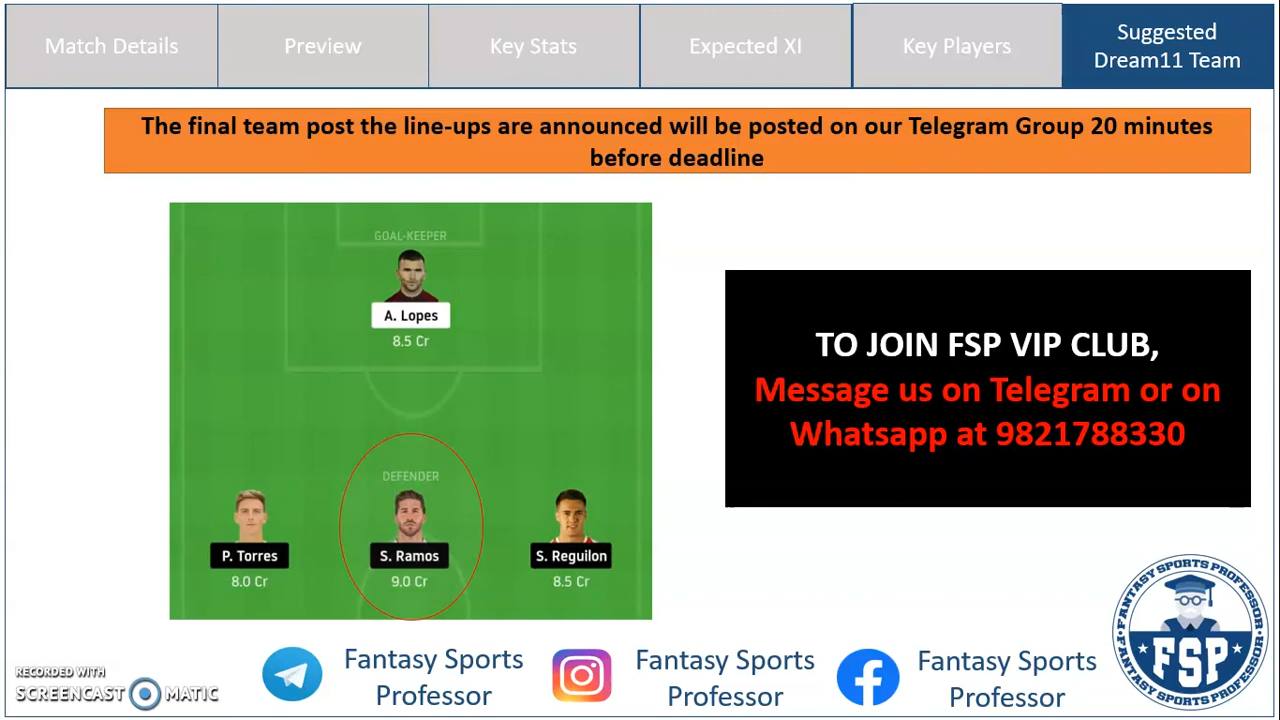 Match Details
Preview
Key Stats
Expected XI
Key Players
Suggested
Dream11 Team
The final team post the line-ups are announced will be posted on our Telegram Group 20 minutes
before deadline
GOAL-KEEPER
A. Lopes
8.5 Cr
DEFENDER
P. Torres
S. Ramos
S. Reguilon
8.0 Cr
9.0 Cr
8.5 Cr
TO JOIN FSP VIP CLUB,
Message us on Telegram or on
Whatsapp at 9821788330
RECORDED WITH
SCREENCAST MATIC
Fantasy Sports
Professor
Fantasy Sports
Professor
Fantasy Sports
Professor
FANTASY SPORTS PROFESSOR
FSP
FANTASY SPORTS PROFESSOR